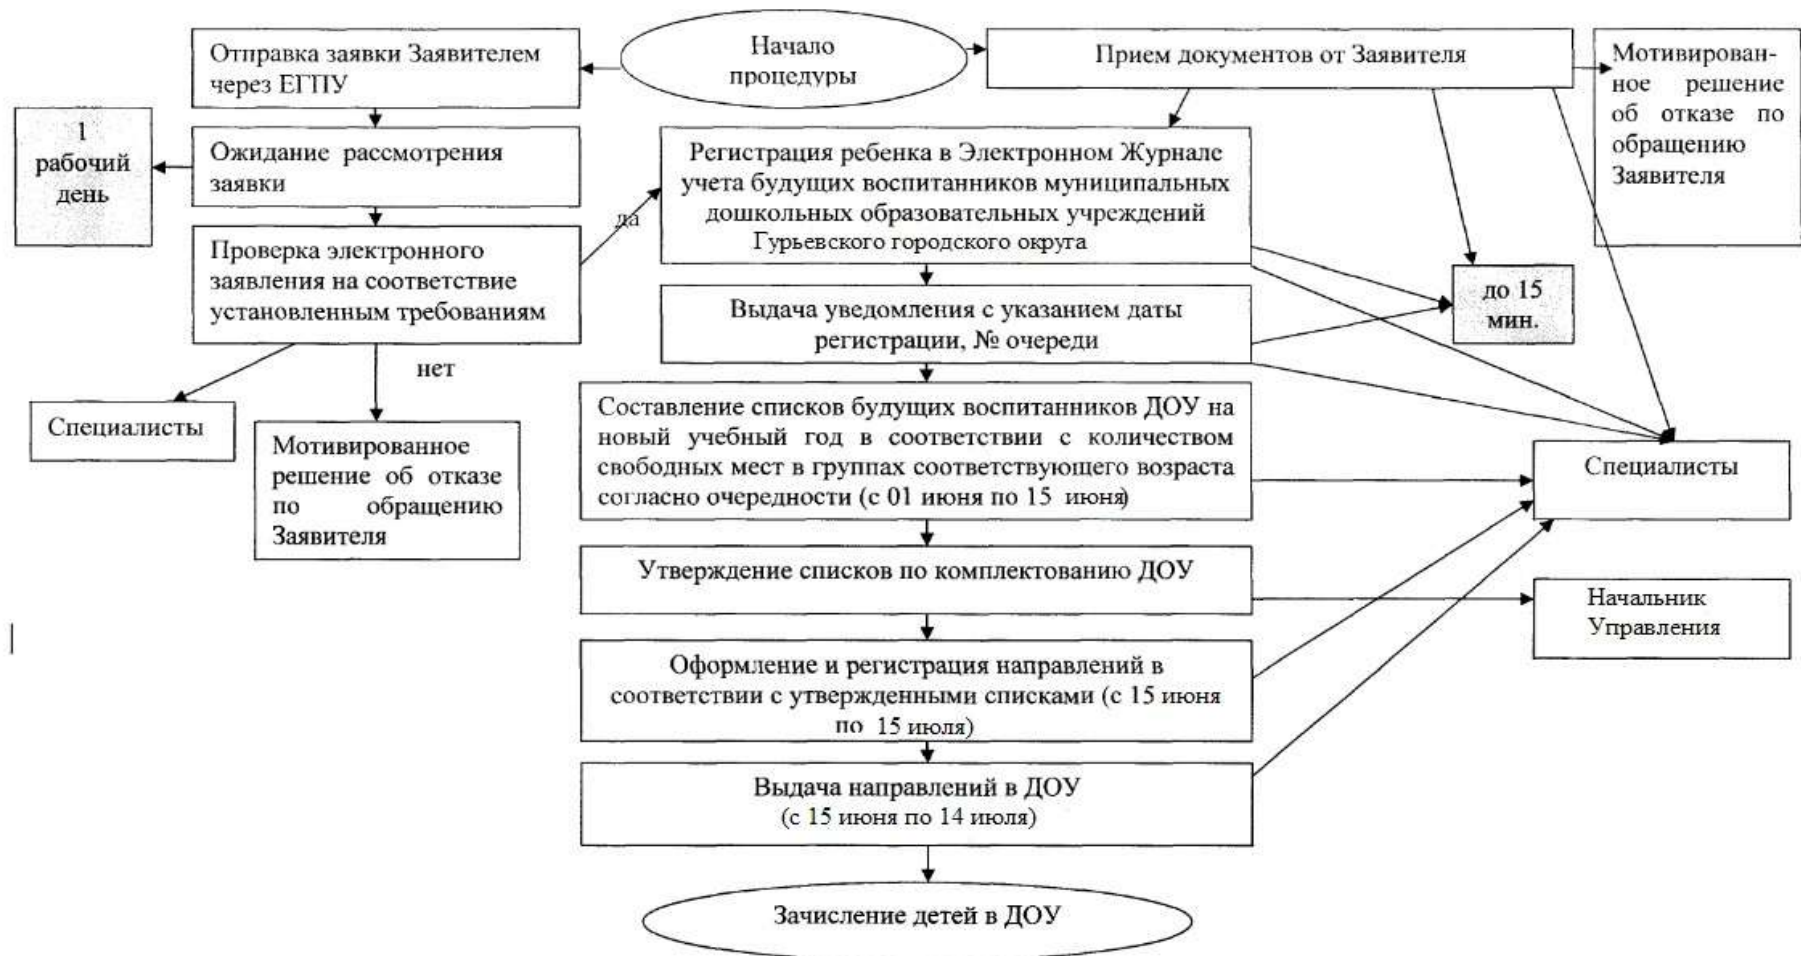 Начало
процедуры
Отправка заявки Заявителем
через ЕГПУ
Прием документов от Заявителя
Мотивирован-
ное решение
об отказе по
обращению
Заявителя
1
рабочий
день
Ожидание рассмотрения
заявки
Регистрация ребенка в Электронном Журнале
учета будущих воспитанников муниципальных
дошкольных образовательных учреждений
Гурьевского городского округа
да
Проверка электронного
заявления на соответствие
установленным требованиям
до 15
мин.
Выдача уведомления с указанием даты
регистрации, № очереди
нет
Специалисты
Мотивированное
решение об отказе
по обращению
Заявителя
Составление списков будущих воспитанников ДОУ на
новый учебный год в соответствии с количеством
свободных мест в группах соответствующего возраста
согласно очередности (с 01 июня по 15 июня)
Специалисты
Утверждение списков по комплектованию ДОУ
Начальник
Управления
Оформление и регистрация направлений в
соответствии с утвержденными списками (с 15 июня
по 15 июля)
Выдача направлений в ДОУ
(с 15 июня по 14 июля)
Зачисление детей в ДОУ